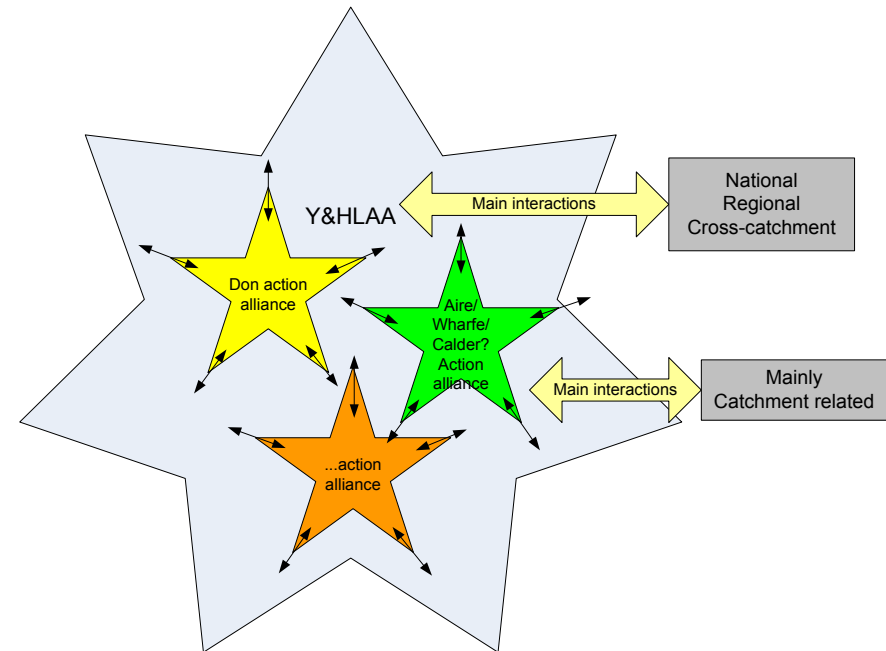 National
Regional
Cross-catchment
Main interactions
Y&HLAA
Don action
alliance
Aire/
Wharfe/
Calder?
Action
alliance
Main interactions
Mainly
Catchment related
...action
alliance